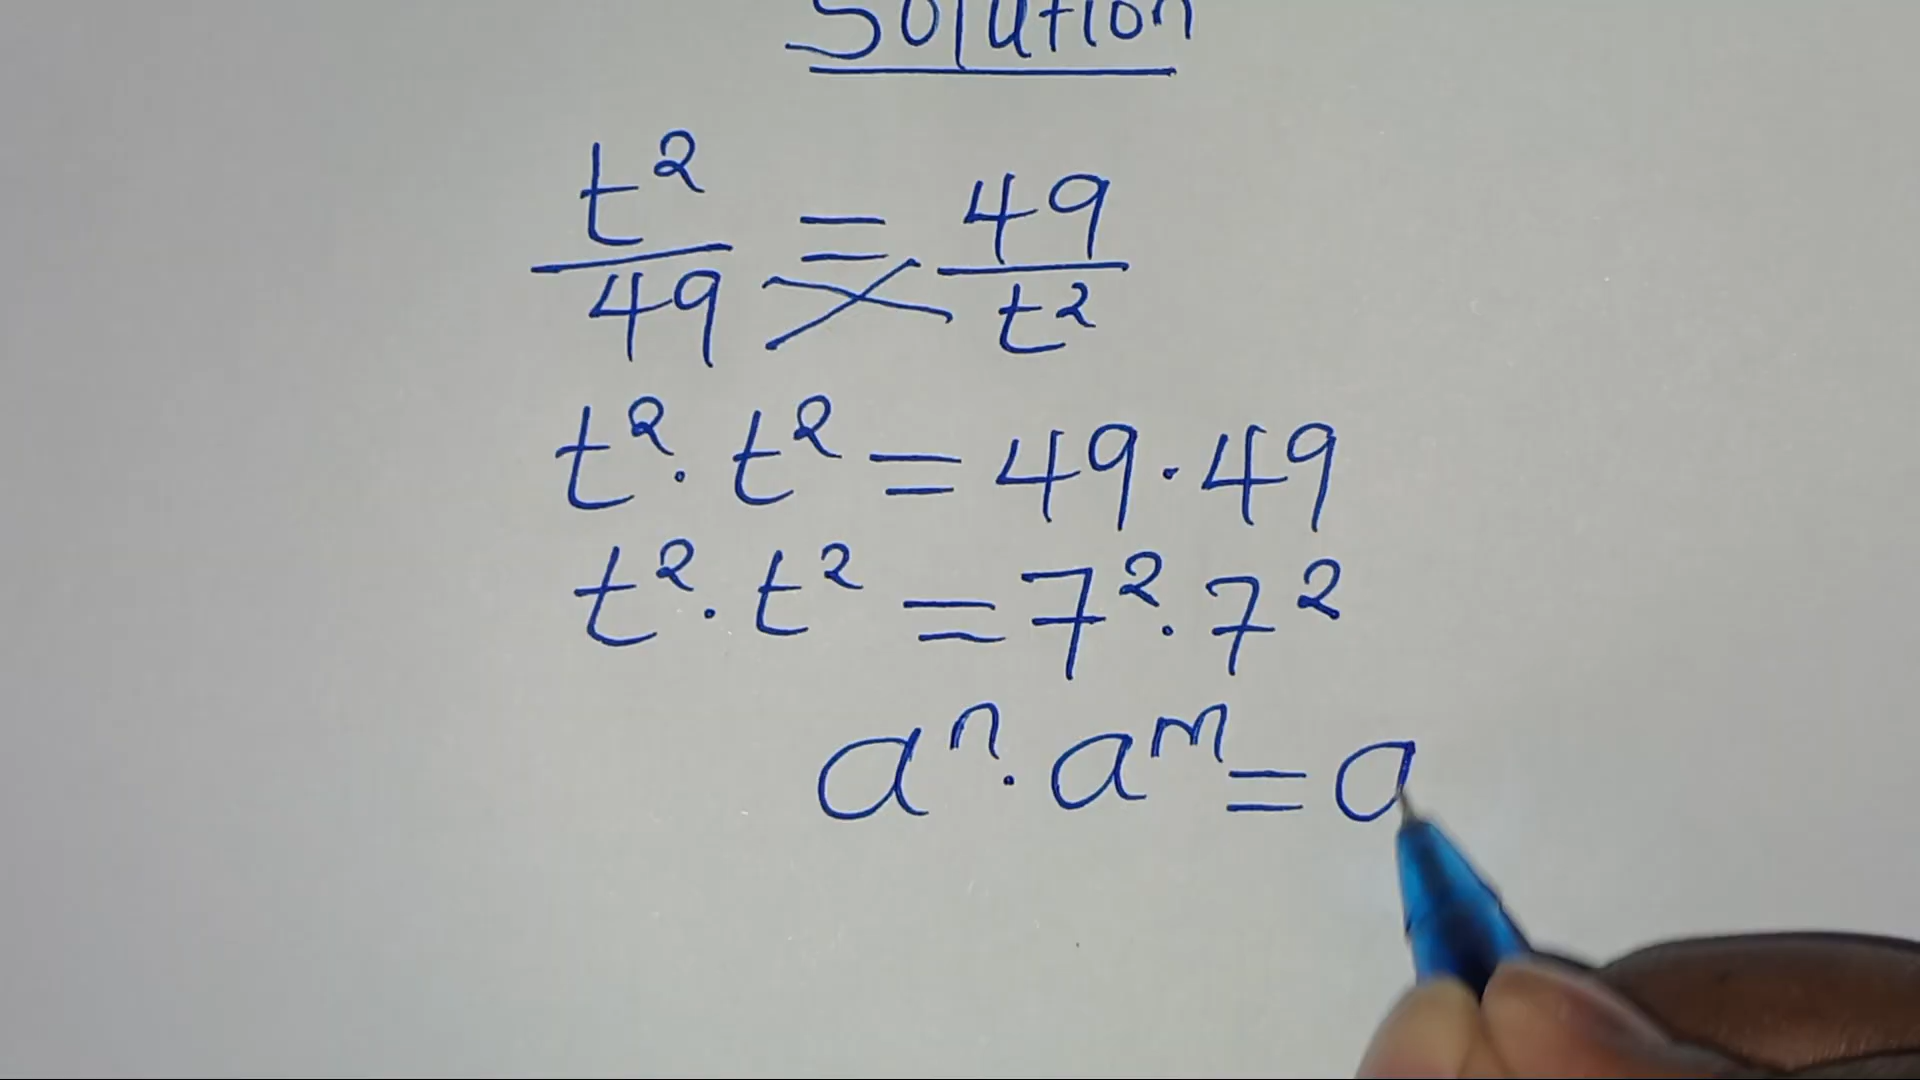 Solution
t² = 49
49 t²
t² . t² = 49 . 49
t² . t² = 7² . 7²
aⁿ . aᵐ = a